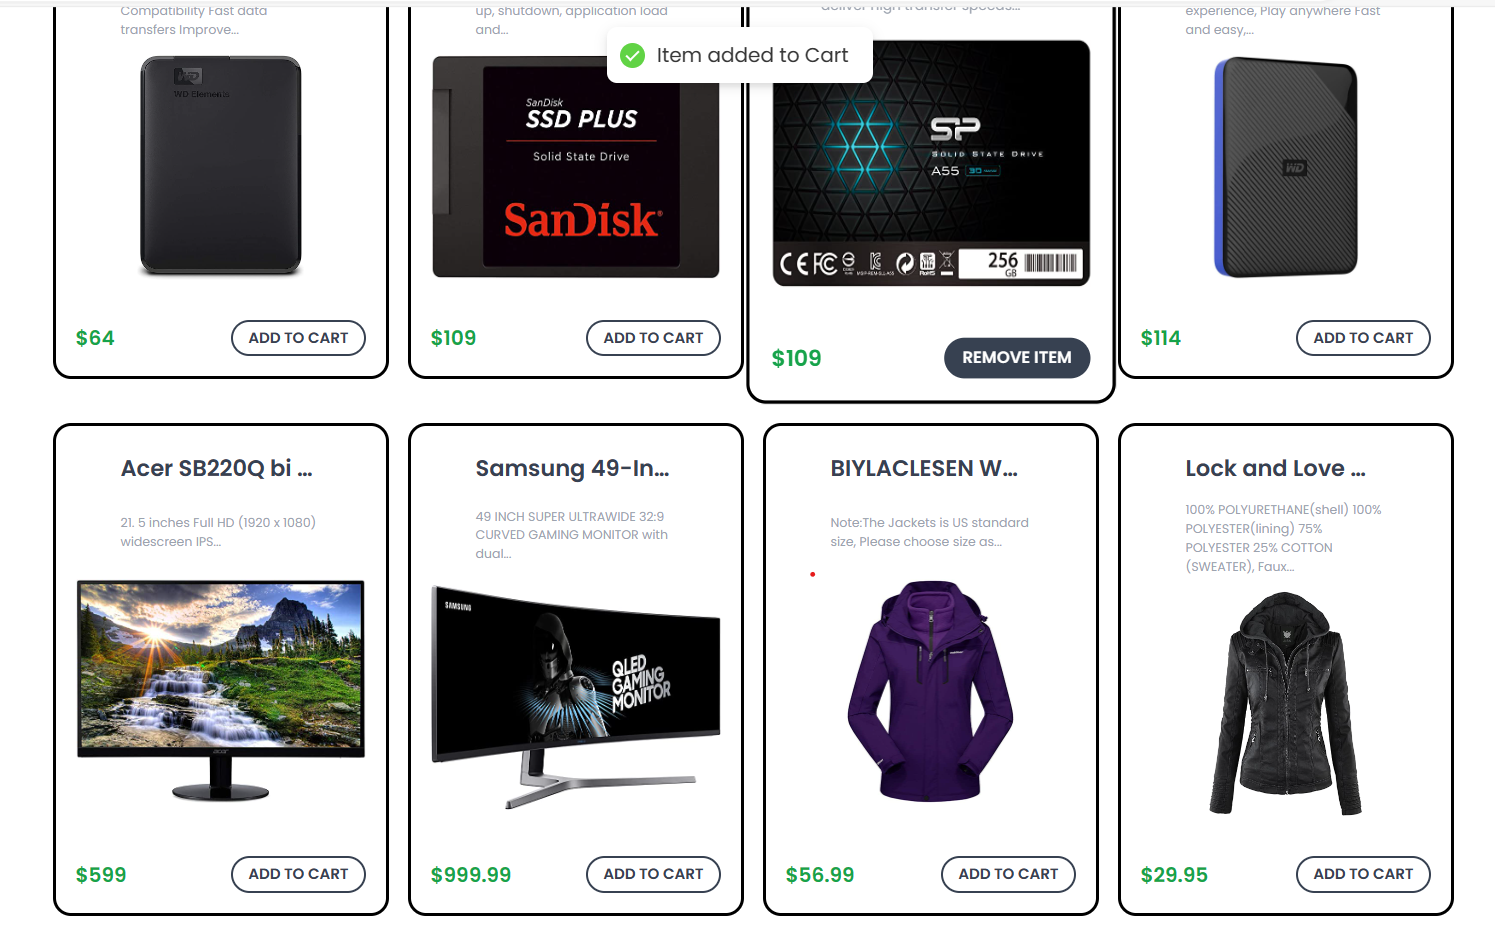 Compatibility Fast data
transfers Improve...
WD
WD Elements
$64
ADD TO CART
up, shutdown, application load
and...
SanDisk
SSD PLUS
Solid State Drive
SanDisk
$109
ADD TO CART
Item added to Cart
deliver high transfer speeds...
SP
SOLID STATE DRIVE
A55
3D
FC
RoHS
256
GB
$109
REMOVE ITEM
experience, Play anywhere Fast
and easy,...
WD
$114
ADD TO CART
Acer SB220Q bi ...
21. 5 inches Full HD (1920 x 1080)
widescreen IPS...
acer
$599
ADD TO CART
Samsung 49-In...
49 INCH SUPER ULTRAWIDE 32:9
CURVED GAMING MONITOR with
dual...
SAMSUNG
QLED
GAMING
MONITOR
$999.99
ADD TO CART
BIYLACLESEN W...
Note:The Jackets is US standard
size, Please choose size as...
$56.99
ADD TO CART
Lock and Love ...
100% POLYURETHANE(shell) 100%
POLYESTER(lining) 75%
POLYESTER 25% COTTON
(SWEATER), Faux...
$29.95
ADD TO CART